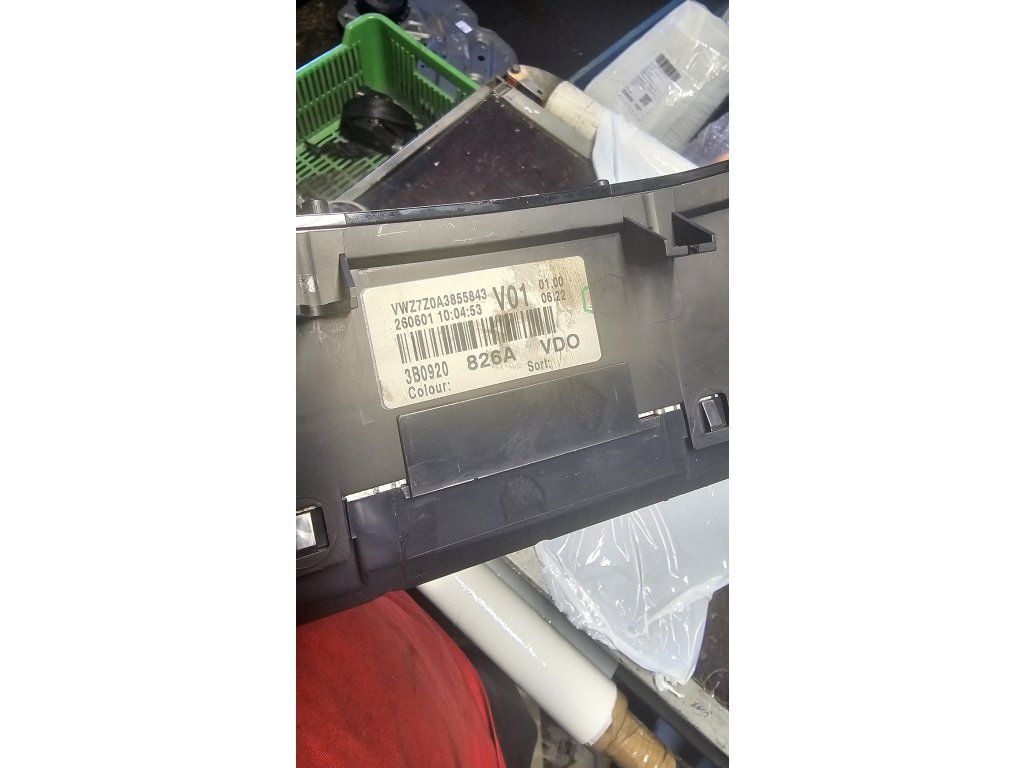 VWZ7Z0A3855843 V01 01.00
260601 10:04:53 06.22
3B0920 826A VDO
Colour: Sort: